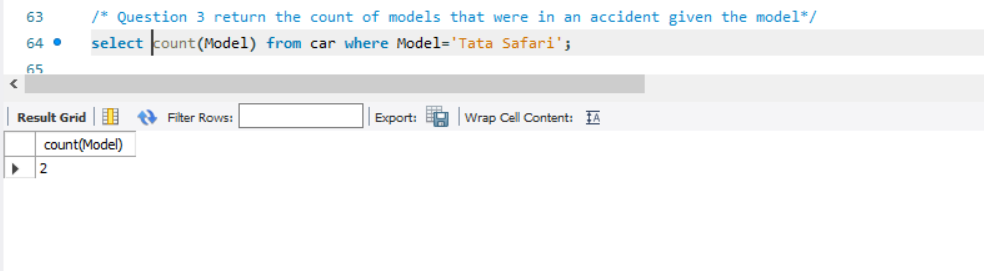 63 /* Question 3 return the count of models that were in an accident given the model*/
64 select count(Model) from car where Model='Tata Safari';
65
Result Grid Filter Rows: Export: Wrap Cell Content: IA
count(Model)
2